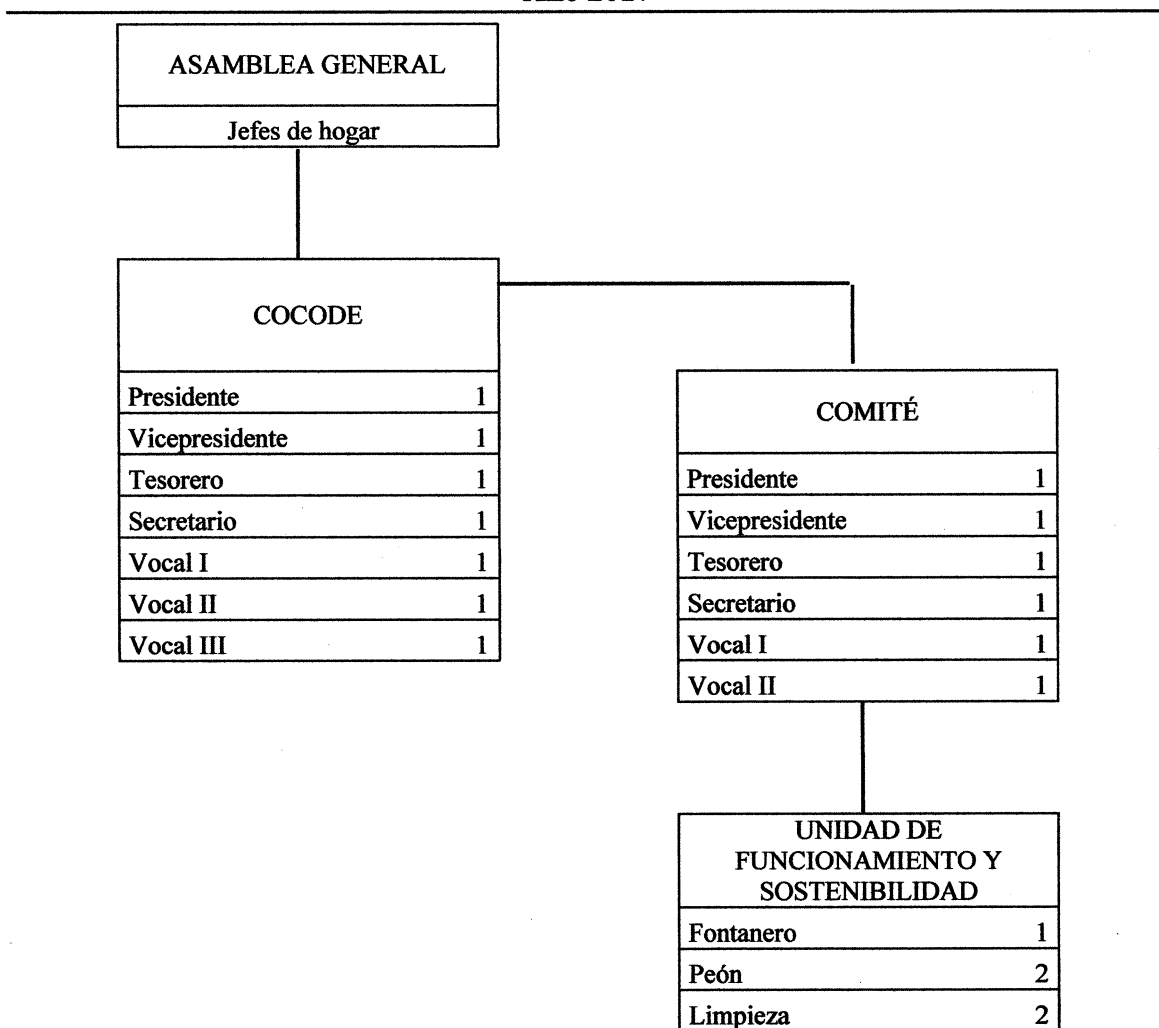 ASAMBLEA GENERAL
Jefes de hogar
COCODE
Presidente 1
Vicepresidente 1
Tesorero 1
Secretario 1
Vocal I 1
Vocal II 1
Vocal III 1
COMITÉ
Presidente 1
Vicepresidente 1
Tesorero 1
Secretario 1
Vocal I 1
Vocal II 1
UNIDAD DE
FUNCIONAMIENTO Y
SOSTENIBILIDAD
Fontanero 1
Peón 2
Limpieza 2